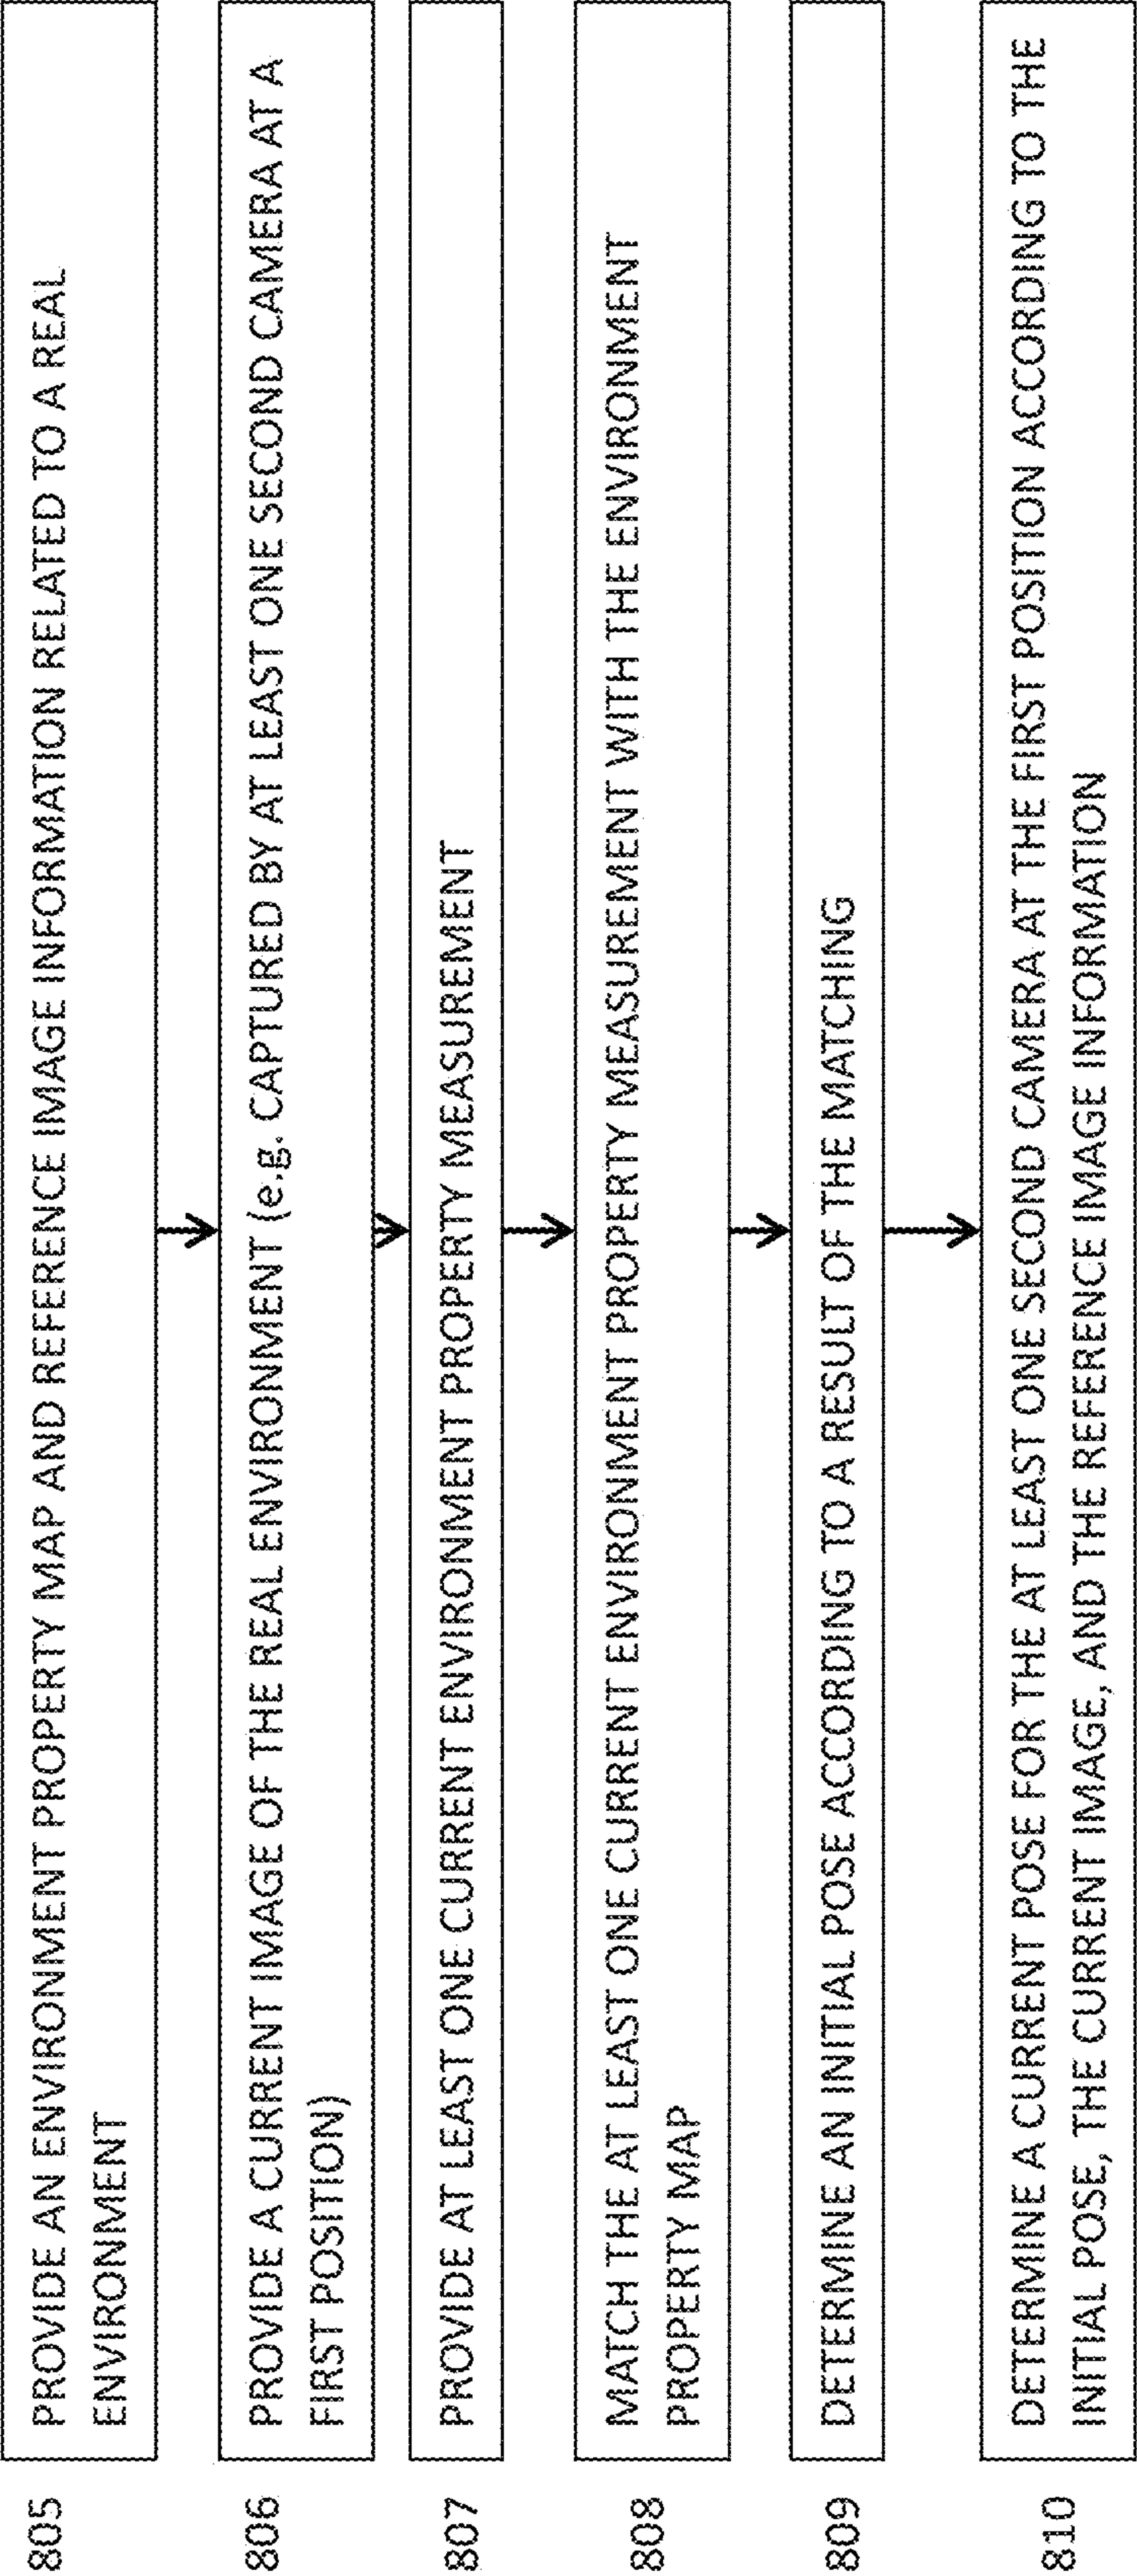 805
PROVIDE AN ENVIRONMENT PROPERTY MAP AND REFERENCE IMAGE INFORMATION RELATED TO A REAL
ENVIRONMENT
806
PROVIDE A CURRENT IMAGE OF THE REAL ENVIRONMENT (e.g. CAPTURED BY AT LEAST ONE SECOND CAMERA AT A
FIRST POSITION)
807
PROVIDE AT LEAST ONE CURRENT ENVIRONMENT PROPERTY MEASUREMENT
808
MATCH THE AT LEAST ONE CURRENT ENVIRONMENT PROPERTY MEASUREMENT WITH THE ENVIRONMENT
PROPERTY MAP
809
DETERMINE AN INITIAL POSE ACCORDING TO A RESULT OF THE MATCHING
810
DETERMINE A CURRENT POSE FOR THE AT LEAST ONE SECOND CAMERA AT THE FIRST POSITION ACCORDING TO THE
INITIAL POSE, THE CURRENT IMAGE, AND THE REFERENCE IMAGE INFORMATION